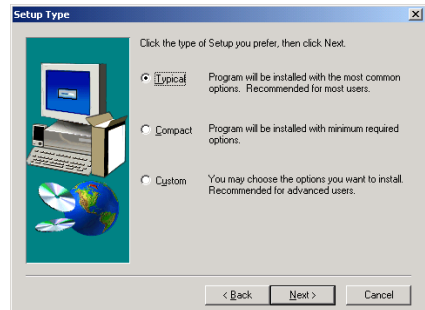 Setup Type
Click the type of Setup you prefer, then click Next.
Typical
Program will be installed with the most common
options. Recommended for most users.
Compact
Program will be installed with minimum required
options.
Custom
You may choose the options you want to install.
Recommended for advanced users.
< Back
Next >
Cancel